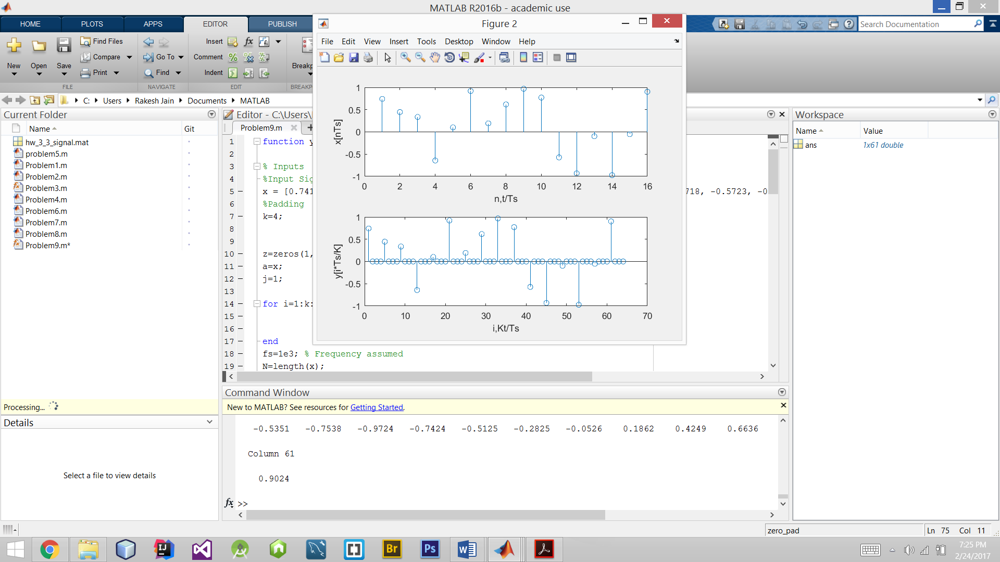 MATLAB R2016b - academic use
HOME PLOTS APPS EDITOR PUBLISH
Search Documentation
New Open Save
Find Files
Compare
Print
FILE
Go To
Find
NAVIGATE
Insert
Comment
Indent
EDIT
C: Users Rakesh Jain Documents MATLAB
Current Folder
Name Git
hw_3_3_signal.mat
problem5.m
Problem1.m
Problem2.m
Problem3.m
Problem4.m
Problem6.m
Problem7.m
Problem8.m
Problem9.m*
Processing...
Details
Select a file to view details
Editor - C:\Users\
Problem9.m
1 function y
2
3 % Inputs
4 %Input Sig
5 x = [0.741 718, -0.5723, -0
6 %Padding
7 k=4;
8
9
10 z=zeros(1,
11 a=x;
12 j=1;
13
14 for i=1:k:
15
16
17 end
18 fs=1e3; % Frequency assumed
19 N=length(x);
Figure 2
File Edit View Insert Tools Desktop Window Help
x[nTs]
1
0.5
0
-0.5
-1
0 2 4 6 8 10 12 14 16
n,t/Ts
y[i*Ts/K]
1
0.5
0
-0.5
-1
0 10 20 30 40 50 60 70
i,Kt/Ts
Command Window
New to MATLAB? See resources for Getting Started.
-0.5351 -0.7538 -0.9724 -0.7424 -0.5125 -0.2825 -0.0526 0.1862 0.4249 0.6636
Column 61
0.9024
fx >>
Workspace
Name Value
ans 1x61 double
zero_pad Ln 75 Col 11
Br Ps
7:25 PM
2/24/2017